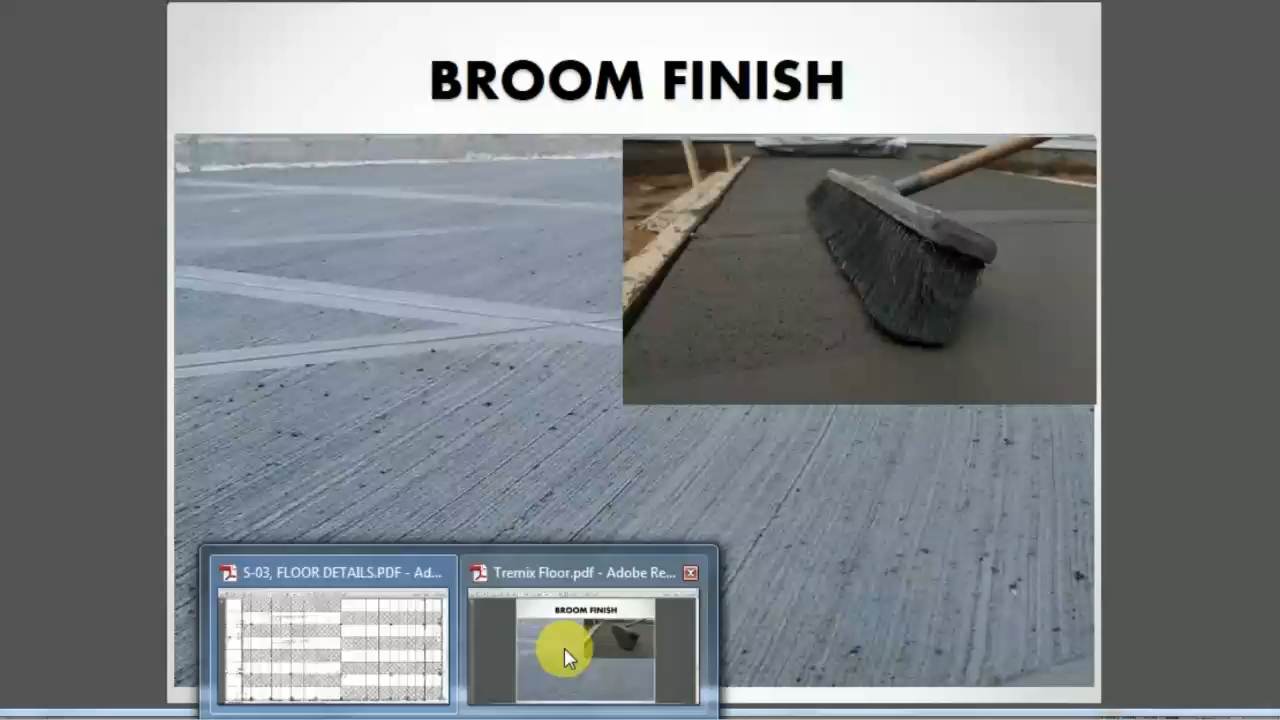 BROOM FINISH
S-03, FLOOR DETAILS.PDF - Ad...
Tremix Floor.pdf - Adobe Re...
BROOM FINISH